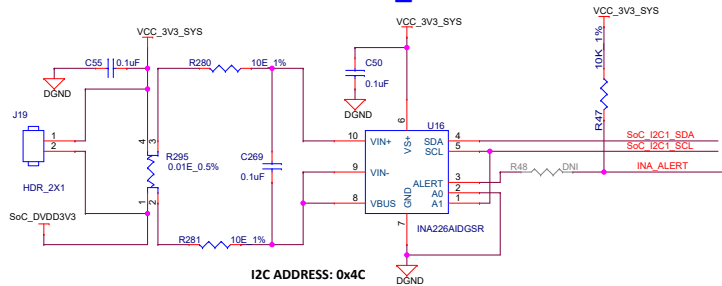 VCC_3V3_SYS
VCC_3V3_SYS
VCC_3V3_SYS
C55
0.1uF
DGND
R280
10E_1%
C50
0.1uF
DGND
10K_1%
R47
J19
1
2
HDR_2X1
4
3
R295
0.01E_0.5%
1
2
C269
0.1uF
SoC_DVDD3V3
R281
10E_1%
U16
6
VS+
10
VIN+
9
VIN-
8
VBUS
SDA
4
SCL
5
ALERT
3
A0
2
A1
1
GND
7
INA226AIDGSR
DGND
SoC_I2C1_SDA
SoC_I2C1_SCL
R48
DNI
INA_ALERT
I2C ADDRESS: 0x4C